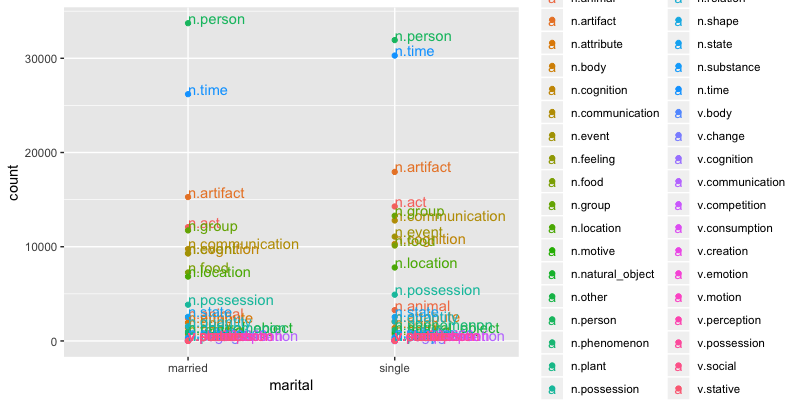 n.person
n.person
n.time
30000
n.time
20000
count
n.artifact
n.artifact
n.act
n.group
n.communication
n.act
n.group
n.event
n.cognition
n.food
10000
n.communication
n.cognition
n.location
n.food
n.location
n.possession
n.possession
n.animal
n.state
n.state
0
married
single
marital
n.artifact
n.attribute
n.body
n.cognition
n.communication
n.event
n.feeling
n.food
n.group
n.location
n.motive
n.natural_object
n.other
n.person
n.phenomenon
n.plant
n.possession
n.relation
n.shape
n.state
n.substance
n.time
v.body
v.change
v.cognition
v.communication
v.competition
v.consumption
v.creation
v.emotion
v.motion
v.perception
v.possession
v.social
v.stative